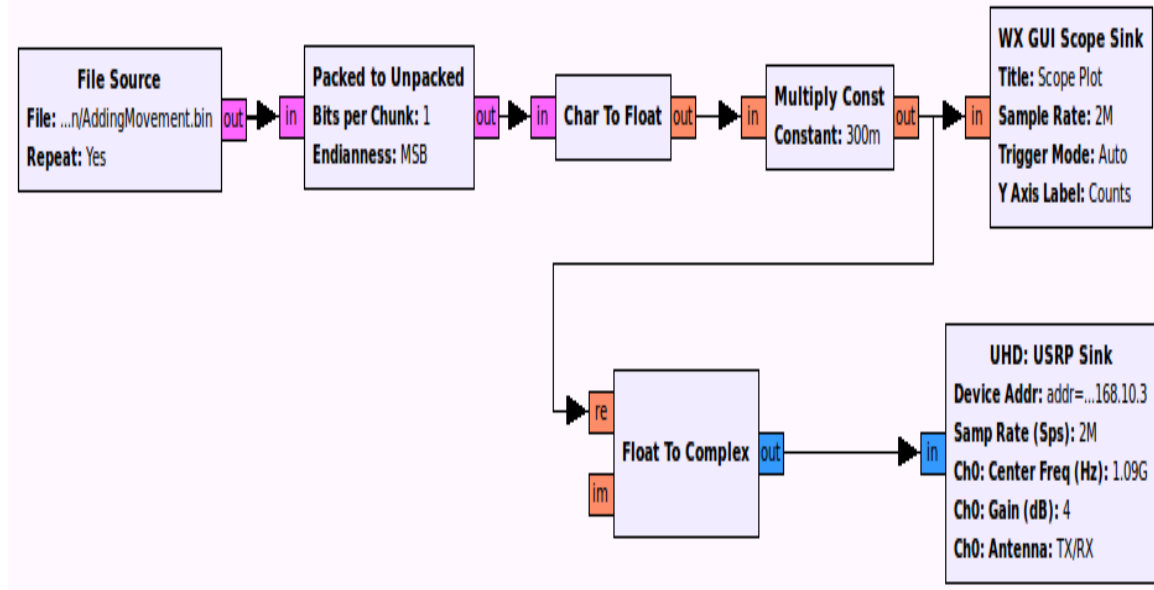 File Source
File: ...n/AddingMovement.bin
Repeat: Yes
out
in
Packed to Unpacked
Bits per Chunk: 1
Endianness: MSB
out
in
Char To Float
out
in
Multiply Const
Constant: 300m
out
in
WX GUI Scope Sink
Title: Scope Plot
Sample Rate: 2M
Trigger Mode: Auto
Y Axis Label: Counts
re
im
Float To Complex
out
in
UHD: USRP Sink
Device Addr: addr=...168.10.3
Samp Rate (Sps): 2M
Ch0: Center Freq (Hz): 1.09G
Ch0: Gain (dB): 4
Ch0: Antenna: TX/RX